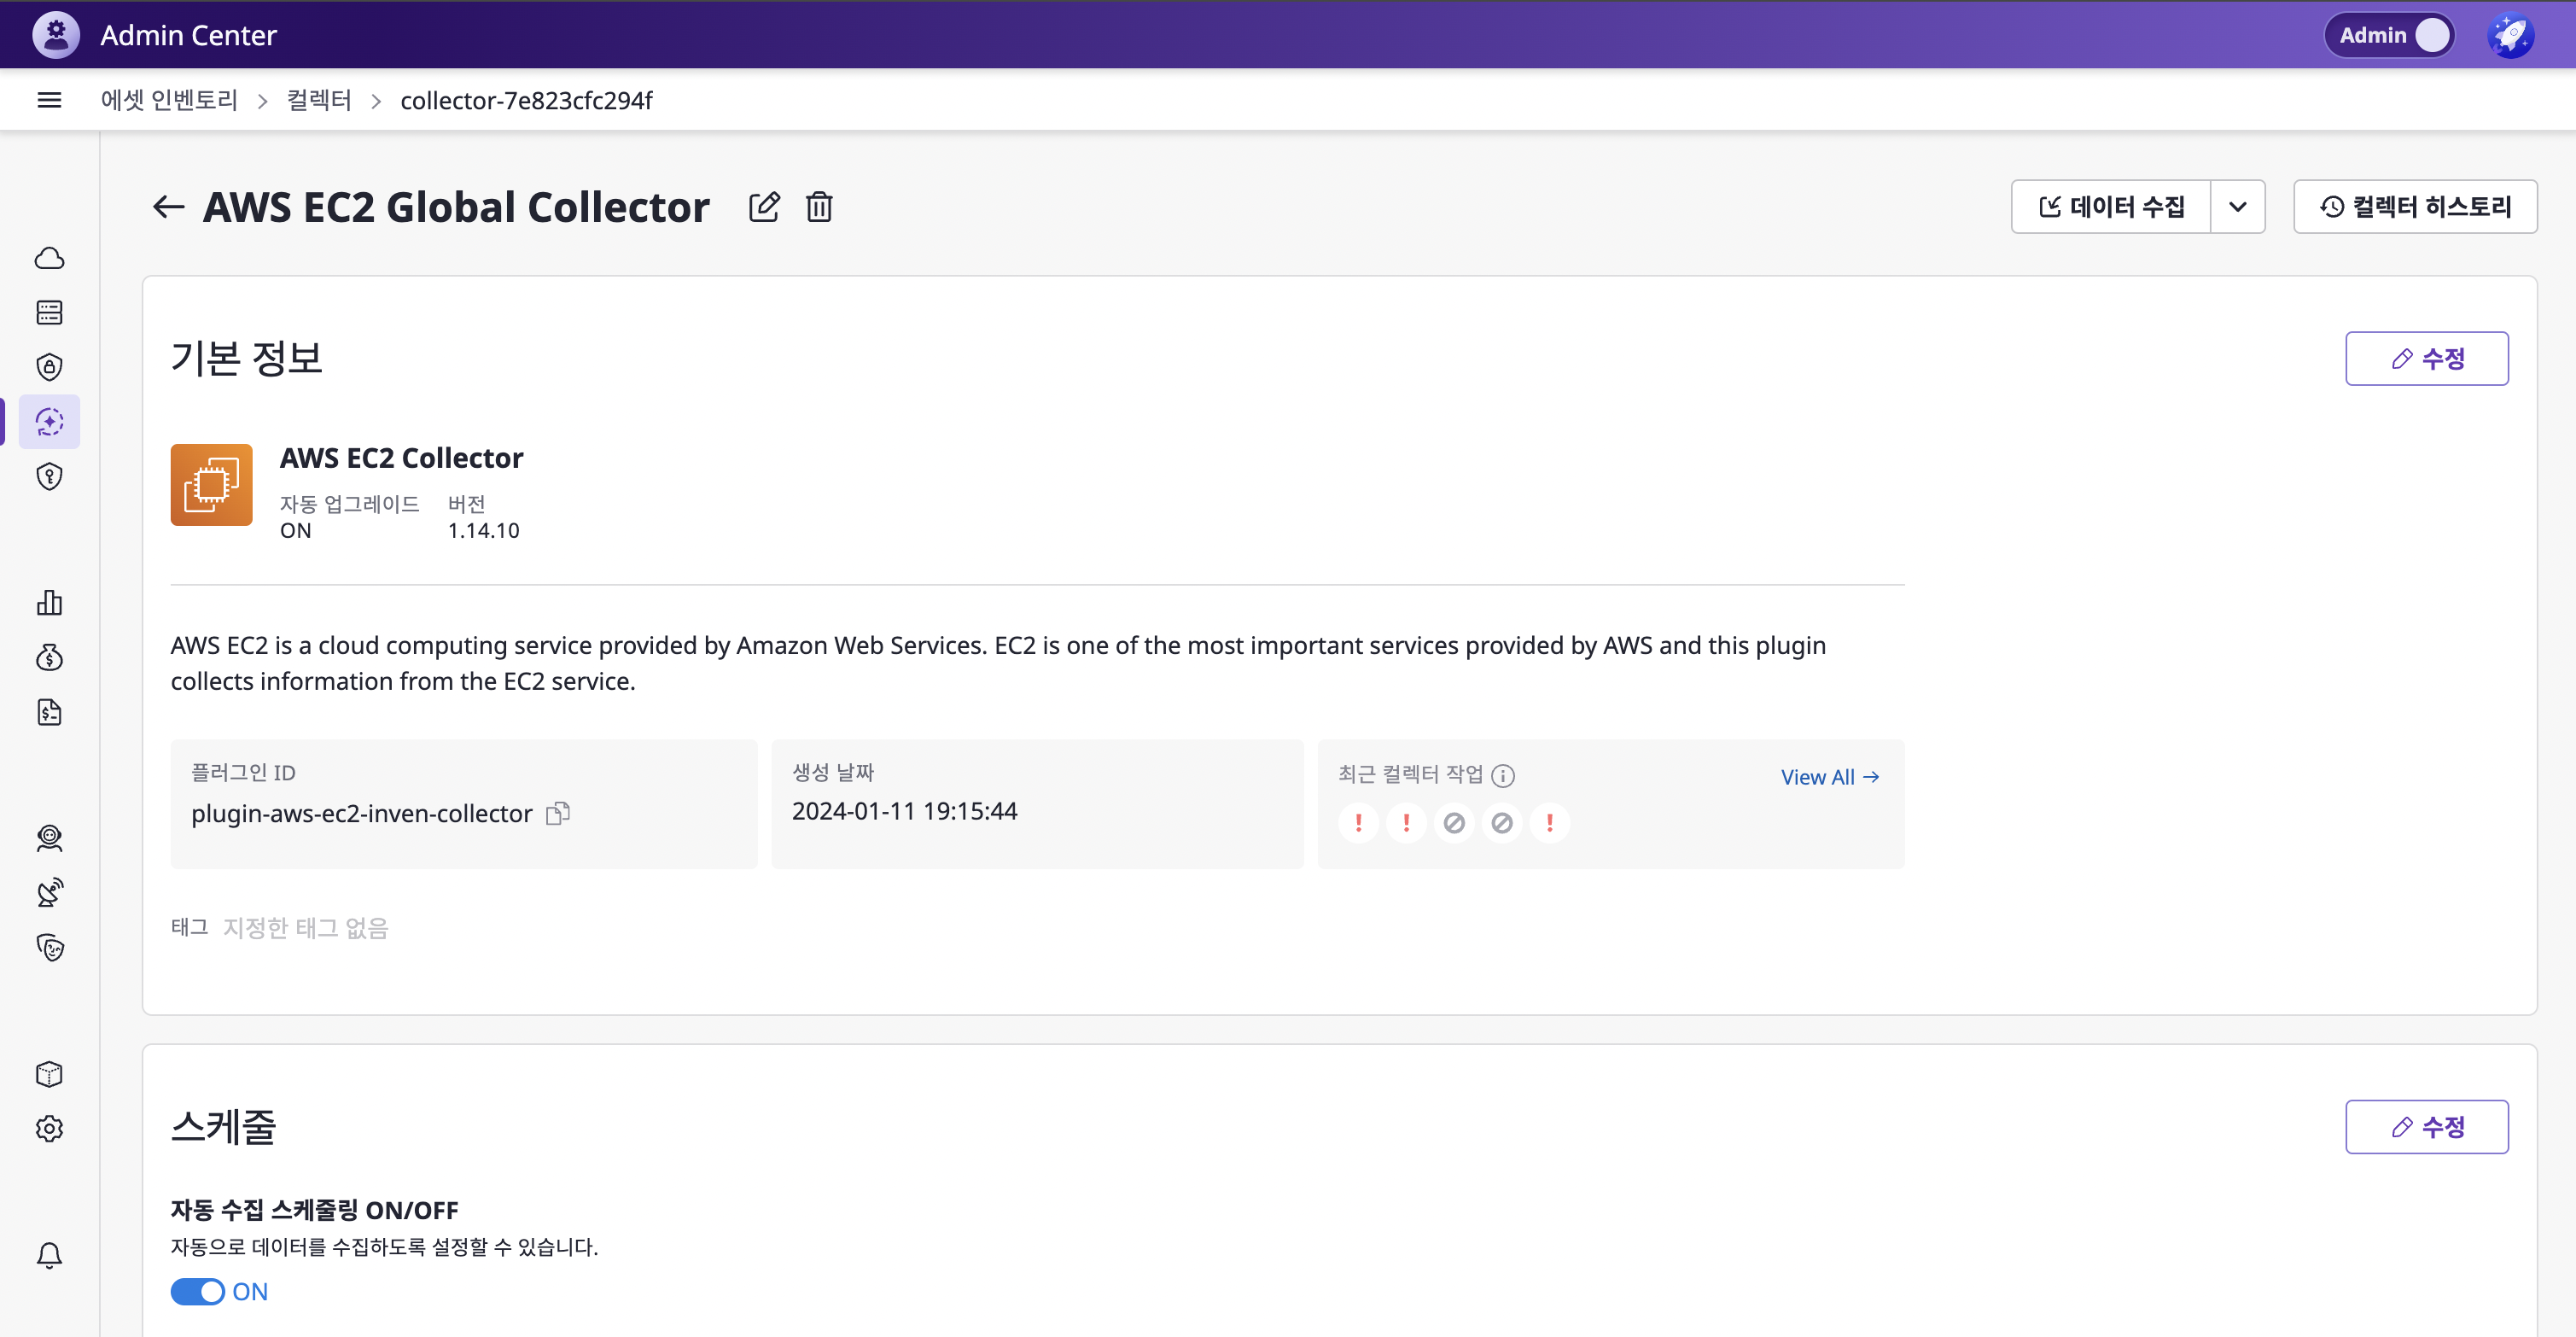 Admin Center
Admin
에셋 인벤토리 > 컬렉터 > collector-7e823cfc294f
AWS EC2 Global Collector
데이터 수집
컬렉터 히스토리
기본 정보
수정
AWS EC2 Collector
자동 업그레이드 버전
ON 1.14.10
AWS EC2 is a cloud computing service provided by Amazon Web Services. EC2 is one of the most important services provided by AWS and this plugin
collects information from the EC2 service.
플러그인 ID
plugin-aws-ec2-inven-collector
생성 날짜
2024-01-11 19:15:44
최근 컬렉터 작업
View All →
태그 지정한 태그 없음
스케줄
수정
자동 수집 스케줄링 ON/OFF
자동으로 데이터를 수집하도록 설정할 수 있습니다.
ON